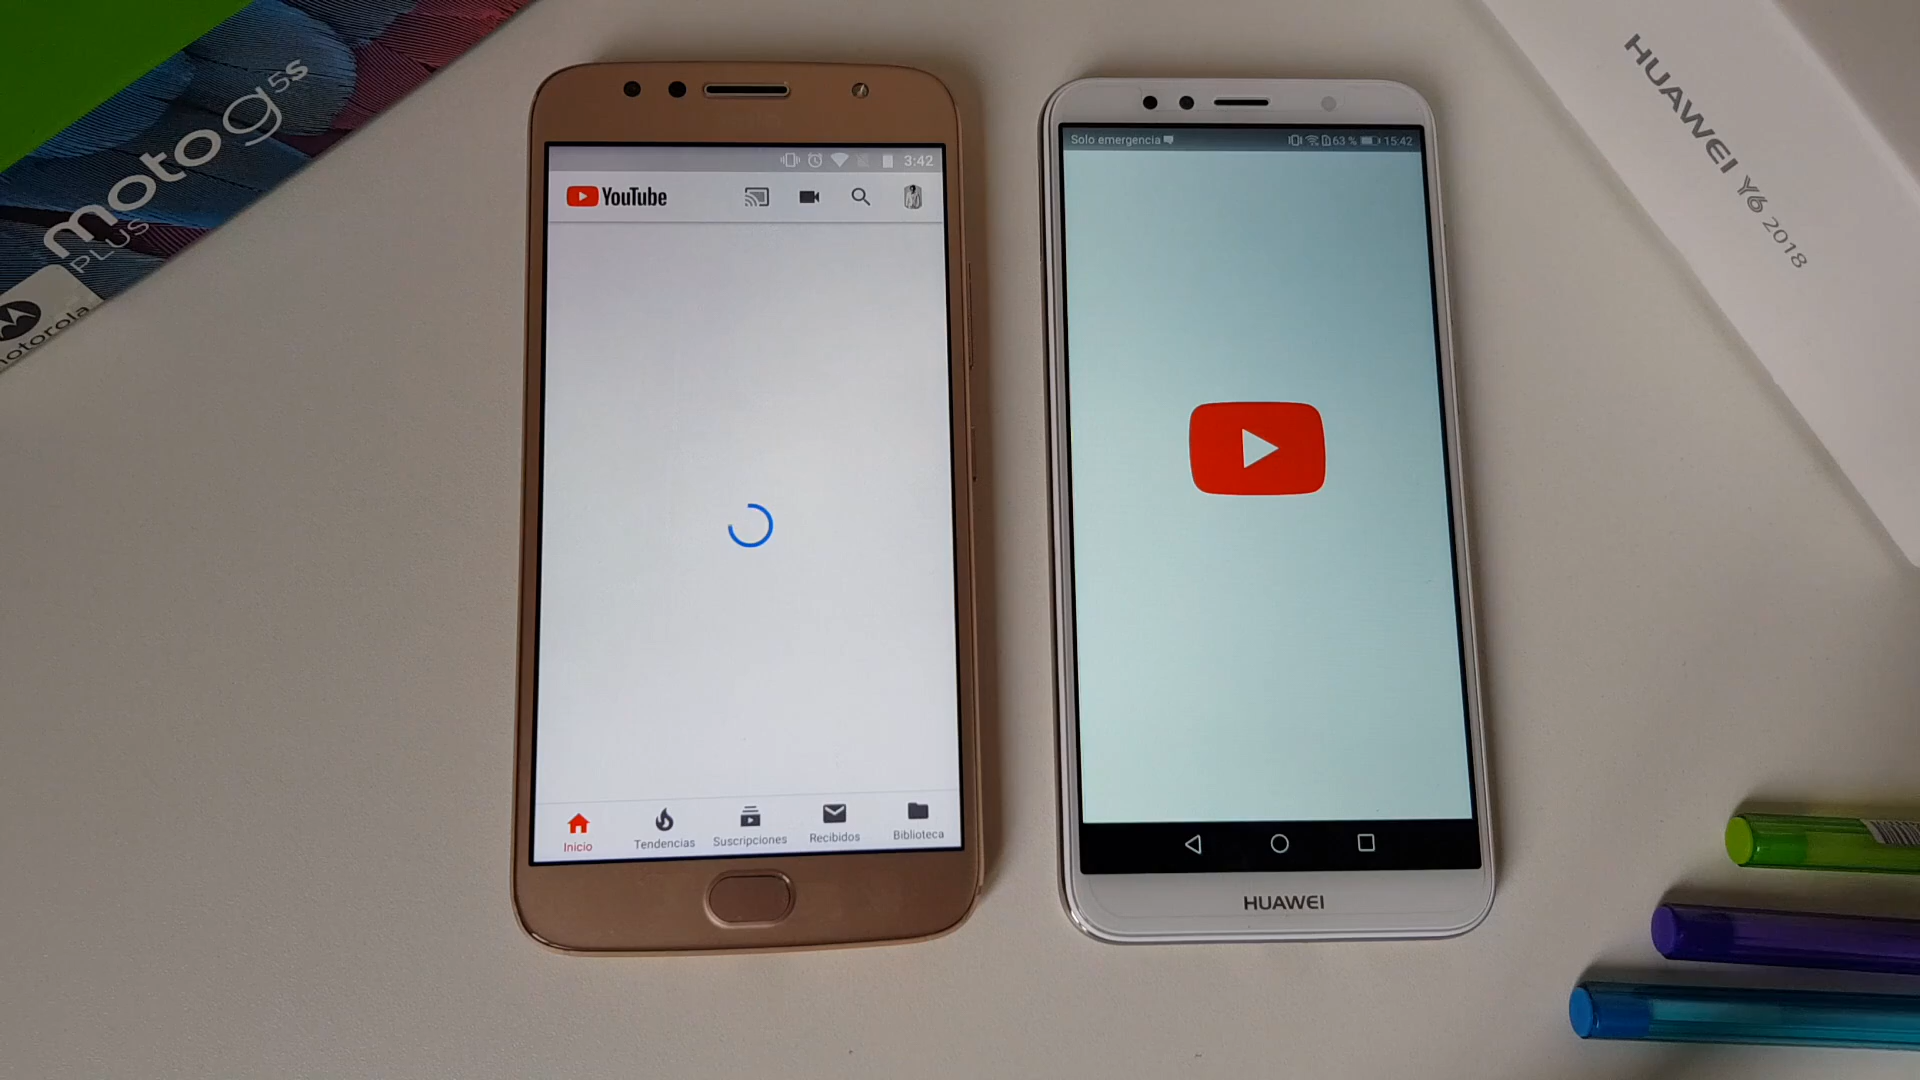 moto g5s
PLUS
motorola
3:42
YouTube
Inicio
Tendencias
Suscripciones
Recibidos
Biblioteca
Solo emergencia
63 %
15:42
HUAWEI
HUAWEI Y6 2018